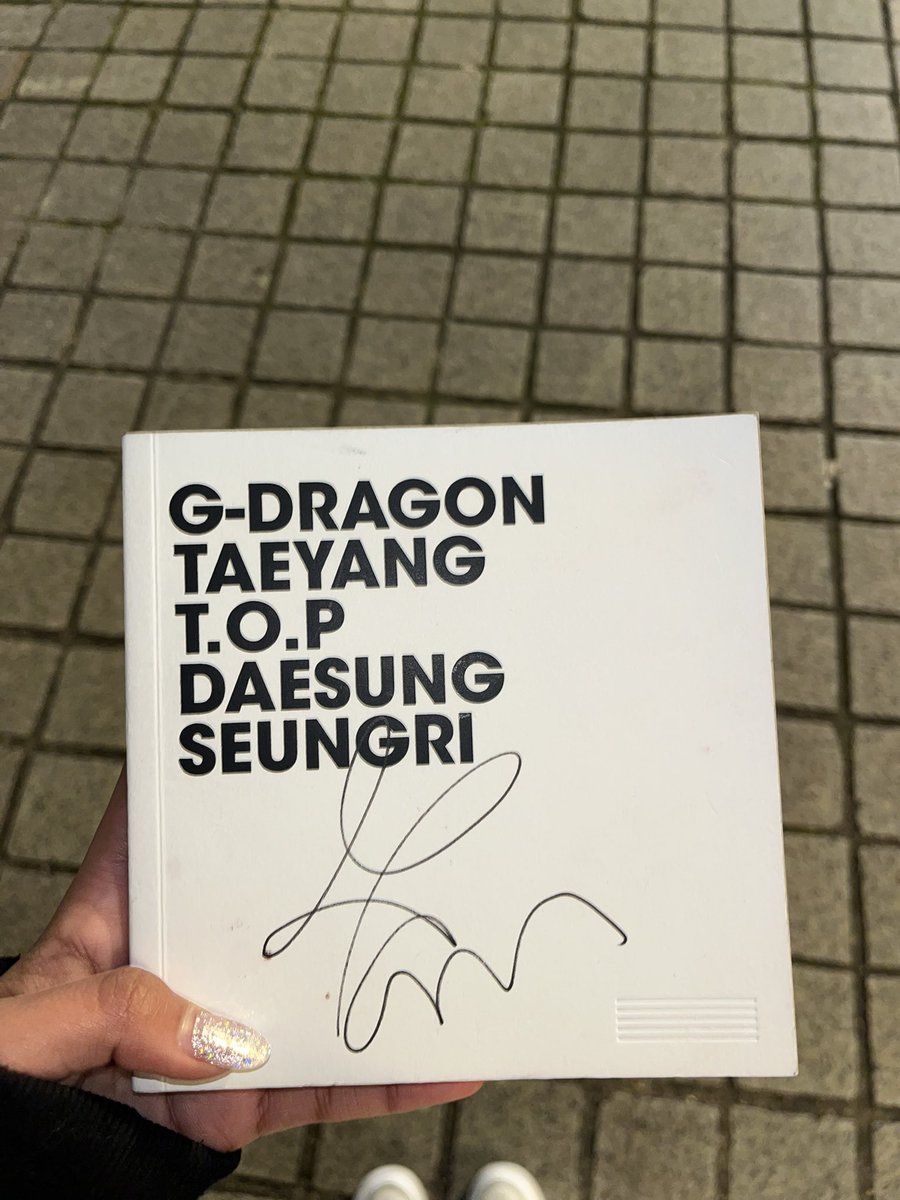 G-DRAGON
TAEYANG
T.O.P
DAESUNG
SEUNGRI